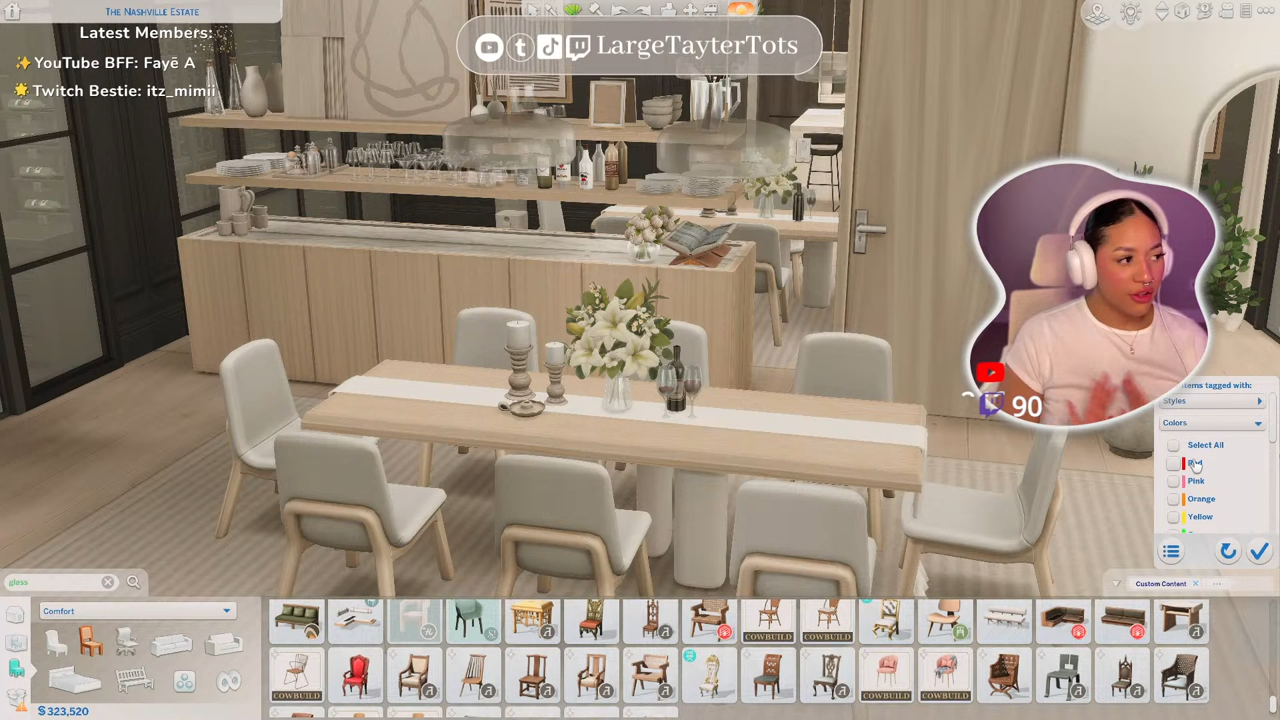 THE NASHVILLE ESTATE
Latest Members:
YouTube BFF: Fayē A
Twitch Bestie: itz_mimii
LargeTayterTots
90
items tagged with:
Styles
Colors
Select All
Red
Pink
Orange
Yellow
Custom Content
glass
Comfort
COWBUILD COWBUILD
COWBUILD COWBUILD COWBUILD
$323,520